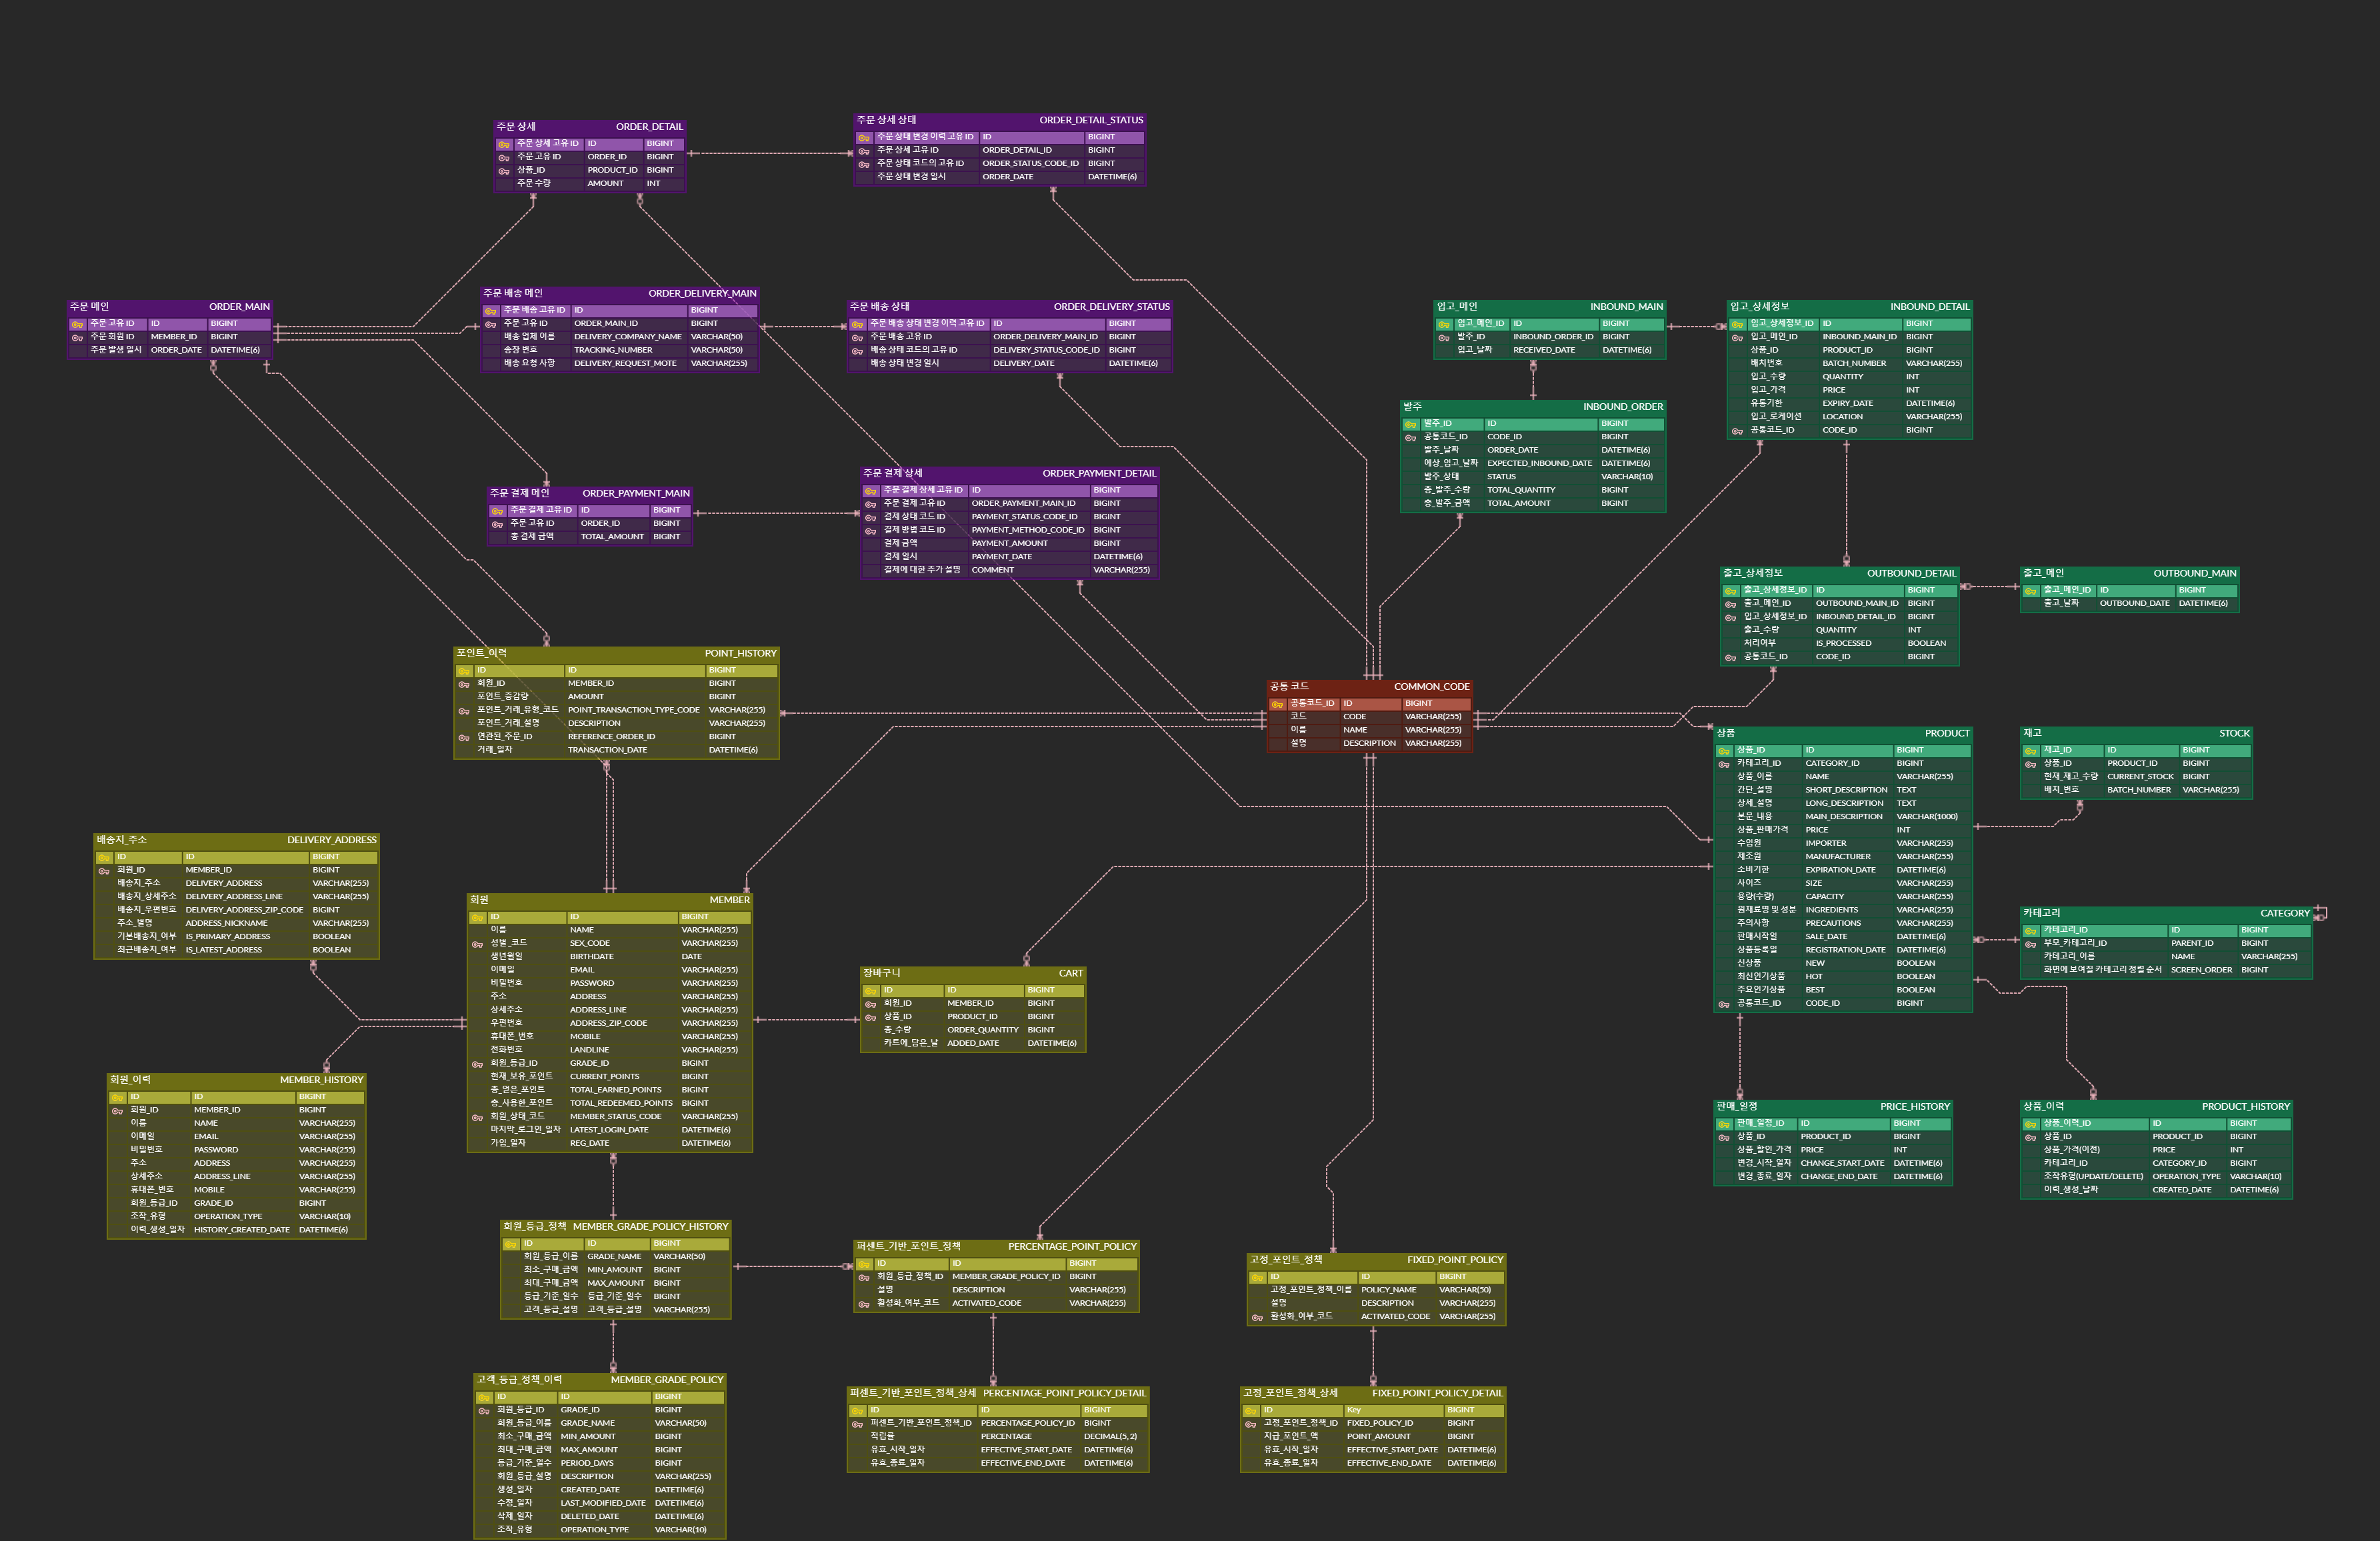 주문 상세 ORDER_DETAIL
주문 상세 고유 ID ID BIGINT
주문 고유 ID ORDER_ID BIGINT
상품_ID PRODUCT_ID BIGINT
주문 수량 AMOUNT INT
주문 상세 상태 ORDER_DETAIL_STATUS
주문 상태 변경 이력 고유 ID ID BIGINT
주문 상세 고유 ID ORDER_DETAIL_ID BIGINT
주문 상태 코드의 고유 ID ORDER_STATUS_CODE_ID BIGINT
주문 상태 변경 일시 ORDER_DATE DATETIME(6)
주문 메인 ORDER_MAIN
주문 고유 ID ID BIGINT
주문 회원 ID MEMBER_ID BIGINT
주문 발생 일시 ORDER_DATE DATETIME(6)
주문 배송 메인 ORDER_DELIVERY_MAIN
주문 배송 고유 ID ID BIGINT
주문 고유 ID ORDER_MAIN_ID BIGINT
배송 업체 이름 DELIVERY_COMPANY_NAME VARCHAR(50)
송장 번호 TRACKING_NUMBER VARCHAR(50)
배송 요청 사항 DELIVERY_REQUEST_MOTE VARCHAR(255)
주문 배송 상태 ORDER_DELIVERY_STATUS
주문 배송 상태 변경 이력 고유 ID ID BIGINT
주문 배송 고유 ID ORDER_DELIVERY_MAIN_ID BIGINT
배송 상태 코드의 고유 ID DELIVERY_STATUS_CODE_ID BIGINT
배송 상태 변경 일시 DELIVERY_DATE DATETIME(6)
입고_메인 INBOUND_MAIN
입고_메인_ID ID BIGINT
발주_ID INBOUND_ORDER_ID BIGINT
입고_날짜 RECEIVED_DATE DATETIME(6)
입고_상세정보 INBOUND_DETAIL
입고_상세정보_ID ID BIGINT
입고_메인_ID INBOUND_MAIN_ID BIGINT
상품_ID PRODUCT_ID BIGINT
배치번호 BATCH_NUMBER VARCHAR(255)
입고_수량 QUANTITY INT
입고_가격 PRICE INT
유통기한 EXPIRY_DATE DATETIME(6)
입고_로케이션 LOCATION VARCHAR(255)
공통코드_ID CODE_ID BIGINT
발주 INBOUND_ORDER
발주_ID ID BIGINT
공통코드_ID CODE_ID BIGINT
발주_날짜 ORDER_DATE DATETIME(6)
예상_입고_날짜 EXPECTED_INBOUND_DATE DATETIME(6)
발주_상태 STATUS VARCHAR(10)
총_발주_수량 TOTAL_QUANTITY BIGINT
총_발주_금액 TOTAL_AMOUNT BIGINT
주문 결제 메인 ORDER_PAYMENT_MAIN
주문 결제 고유 ID ID BIGINT
주문 고유 ID ORDER_ID BIGINT
총 결제 금액 TOTAL_AMOUNT BIGINT
주문 결제 상세 ORDER_PAYMENT_DETAIL
주문 결제 상세 고유 ID ID BIGINT
주문 결제 고유 ID ORDER_PAYMENT_MAIN_ID BIGINT
결제 상태 코드 ID PAYMENT_STATUS_CODE_ID BIGINT
결제 방법 코드 ID PAYMENT_METHOD_CODE_ID BIGINT
결제 금액 PAYMENT_AMOUNT BIGINT
결제 일시 PAYMENT_DATE DATETIME(6)
결제에 대한 추가 설명 COMMENT VARCHAR(255)
출고_상세정보 OUTBOUND_DETAIL
출고_상세정보_ID ID BIGINT
출고_메인_ID OUTBOUND_MAIN_ID BIGINT
입고_상세정보_ID INBOUND_DETAIL_ID BIGINT
출고_수량 QUANTITY INT
처리여부 IS_PROCESSED BOOLEAN
공통코드_ID CODE_ID BIGINT
출고_메인 OUTBOUND_MAIN
출고_메인_ID ID BIGINT
출고_날짜 OUTBOUND_DATE DATETIME(6)
포인트_이력 POINT_HISTORY
ID ID BIGINT
회원_ID MEMBER_ID BIGINT
포인트_증감량 AMOUNT BIGINT
포인트_거래_유형_코드 POINT_TRANSACTION_TYPE_CODE VARCHAR(255)
포인트_거래_설명 DESCRIPTION VARCHAR(255)
연관된_주문_ID REFERENCE_ORDER_ID BIGINT
거래_일자 TRANSACTION_DATE DATETIME(6)
공통 코드 COMMON_CODE
공통코드_ID ID BIGINT
코드 CODE VARCHAR(255)
이름 NAME VARCHAR(255)
설명 DESCRIPTION VARCHAR(255)
상품 PRODUCT
상품_ID ID BIGINT
카테고리_ID CATEGORY_ID BIGINT
상품_이름 NAME VARCHAR(255)
간단_설명 SHORT_DESCRIPTION TEXT
상세_설명 LONG_DESCRIPTION TEXT
본문_내용 MAIN_DESCRIPTION VARCHAR(1000)
상품_판매가격 PRICE INT
수입원 IMPORTER VARCHAR(255)
제조원 MANUFACTURER VARCHAR(255)
소비기한 EXPIRATION_DATE DATETIME(6)
사이즈 SIZE VARCHAR(255)
용량(수량) CAPACITY VARCHAR(255)
원재료명 및 성분 INGREDIENTS VARCHAR(255)
주의사항 PRECAUTIONS VARCHAR(255)
판매시작일 SALE_DATE DATETIME(6)
상품등록일 REGISTRATION_DATE DATETIME(6)
신상품 NEW BOOLEAN
최신인기상품 HOT BOOLEAN
주요인기상품 BEST BOOLEAN
공통코드_ID CODE_ID BIGINT
재고 STOCK
재고_ID ID BIGINT
상품_ID PRODUCT_ID BIGINT
현재_재고_수량 CURRENT_STOCK BIGINT
배치_번호 BATCH_NUMBER VARCHAR(255)
배송지_주소 DELIVERY_ADDRESS
ID ID BIGINT
회원_ID MEMBER_ID BIGINT
배송지_주소 DELIVERY_ADDRESS VARCHAR(255)
배송지_상세주소 DELIVERY_ADDRESS_LINE VARCHAR(255)
배송지_우편번호 DELIVERY_ADDRESS_ZIP_CODE BIGINT
주소_별명 ADDRESS_NICKNAME VARCHAR(255)
기본배송지_여부 IS_PRIMARY_ADDRESS BOOLEAN
최근배송지_여부 IS_LATEST_ADDRESS BOOLEAN
회원 MEMBER
ID ID BIGINT
이름 NAME VARCHAR(255)
성별_코드 SEX_CODE VARCHAR(255)
생년월일 BIRTHDATE DATE
이메일 EMAIL VARCHAR(255)
비밀번호 PASSWORD VARCHAR(255)
주소 ADDRESS VARCHAR(255)
상세주소 ADDRESS_LINE VARCHAR(255)
우편번호 ADDRESS_ZIP_CODE VARCHAR(255)
휴대폰_번호 MOBILE VARCHAR(255)
전화번호 LANDLINE VARCHAR(255)
회원_등급_ID GRADE_ID BIGINT
현재_보유_포인트 CURRENT_POINTS BIGINT
총_얻은_포인트 TOTAL_EARNED_POINTS BIGINT
총_사용한_포인트 TOTAL_REDEEMED_POINTS BIGINT
회원_상태_코드 MEMBER_STATUS_CODE VARCHAR(255)
마지막_로그인_일자 LATEST_LOGIN_DATE DATETIME(6)
가입_일자 REG_DATE DATETIME(6)
장바구니 CART
ID ID BIGINT
회원_ID MEMBER_ID BIGINT
상품_ID PRODUCT_ID BIGINT
총_수량 ORDER_QUANTITY BIGINT
카트에_담은_날 ADDED_DATE DATETIME(6)
카테고리 CATEGORY
카테고리_ID ID BIGINT
부모_카테고리_ID PARENT_ID BIGINT
카테고리_이름 NAME VARCHAR(255)
화면에 보여질 카테고리 정렬 순서 SCREEN_ORDER BIGINT
회원_이력 MEMBER_HISTORY
ID ID BIGINT
회원_ID MEMBER_ID BIGINT
이름 NAME VARCHAR(255)
이메일 EMAIL VARCHAR(255)
비밀번호 PASSWORD VARCHAR(255)
주소 ADDRESS VARCHAR(255)
상세주소 ADDRESS_LINE VARCHAR(255)
휴대폰_번호 MOBILE VARCHAR(255)
회원_등급_ID GRADE_ID BIGINT
조작_유형 OPERATION_TYPE VARCHAR(10)
이력_생성_일자 HISTORY_CREATED_DATE DATETIME(6)
판매_일정 PRICE_HISTORY
판매_일정_ID ID BIGINT
상품_ID PRODUCT_ID BIGINT
상품_할인_가격 PRICE INT
변경_시작_일자 CHANGE_START_DATE DATETIME(6)
변경_종료_일자 CHANGE_END_DATE DATETIME(6)
상품_이력 PRODUCT_HISTORY
상품_이력_ID ID BIGINT
상품_ID PRODUCT_ID BIGINT
상품_가격(이전) PRICE INT
카테고리_ID CATEGORY_ID BIGINT
조작유형(UPDATE/DELETE) OPERATION_TYPE VARCHAR(10)
이력_생성_날짜 CREATED_DATE DATETIME(6)
회원_등급_정책 MEMBER_GRADE_POLICY_HISTORY
ID ID BIGINT
회원_등급_이름 GRADE_NAME VARCHAR(50)
최소_구매_금액 MIN_AMOUNT BIGINT
최대_구매_금액 MAX_AMOUNT BIGINT
등급_기준_일수 등급_기준_일수 BIGINT
고객_등급_설명 고객_등급_설명 VARCHAR(255)
퍼센트_기반_포인트_정책 PERCENTAGE_POINT_POLICY
ID ID BIGINT
회원_등급정책_ID MEMBER_GRADE_POLICY_ID BIGINT
설명 DESCRIPTION VARCHAR(255)
활성화_여부_코드 ACTIVATED_CODE VARCHAR(255)
고정_포인트_정책 FIXED_POINT_POLICY
ID ID BIGINT
고정_포인트_정책_이름 POLICY_NAME VARCHAR(50)
설명 DESCRIPTION VARCHAR(255)
활성화_여부_코드 ACTIVATED_CODE VARCHAR(255)
고객_등급_정책_이력 MEMBER_GRADE_POLICY
ID ID BIGINT
회원_등급_ID GRADE_ID BIGINT
회원_등급_이름 GRADE_NAME VARCHAR(50)
최소_구매_금액 MIN_AMOUNT BIGINT
최대_구매_금액 MAX_AMOUNT BIGINT
등급_기준_일수 PERIOD_DAYS BIGINT
회원_등급_설명 DESCRIPTION VARCHAR(255)
생성_일자 CREATED_DATE DATETIME(6)
수정_일자 LAST_MODIFIED_DATE DATETIME(6)
삭제_일자 DELETED_DATE DATETIME(6)
조작_유형 OPERATION_TYPE VARCHAR(10)
퍼센트_기반_포인트_정책_상세 PERCENTAGE_POINT_POLICY_DETAIL
ID ID BIGINT
퍼센트_기반_포인트_정책_ID PERCENTAGE_POLICY_ID BIGINT
적립률 PERCENTAGE DECIMAL(5, 2)
유효_시작_일자 EFFECTIVE_START_DATE DATETIME(6)
유효_종료_일자 EFFECTIVE_END_DATE DATETIME(6)
고정_포인트_정책_상세 FIXED_POINT_POLICY_DETAIL
ID Key BIGINT
고정_포인트_정책_ID FIXED_POLICY_ID BIGINT
지급_포인트_액 POINT_AMOUNT BIGINT
유효_시작_일자 EFFECTIVE_START_DATE DATETIME(6)
유효_종료_일자 EFFECTIVE_END_DATE DATETIME(6)